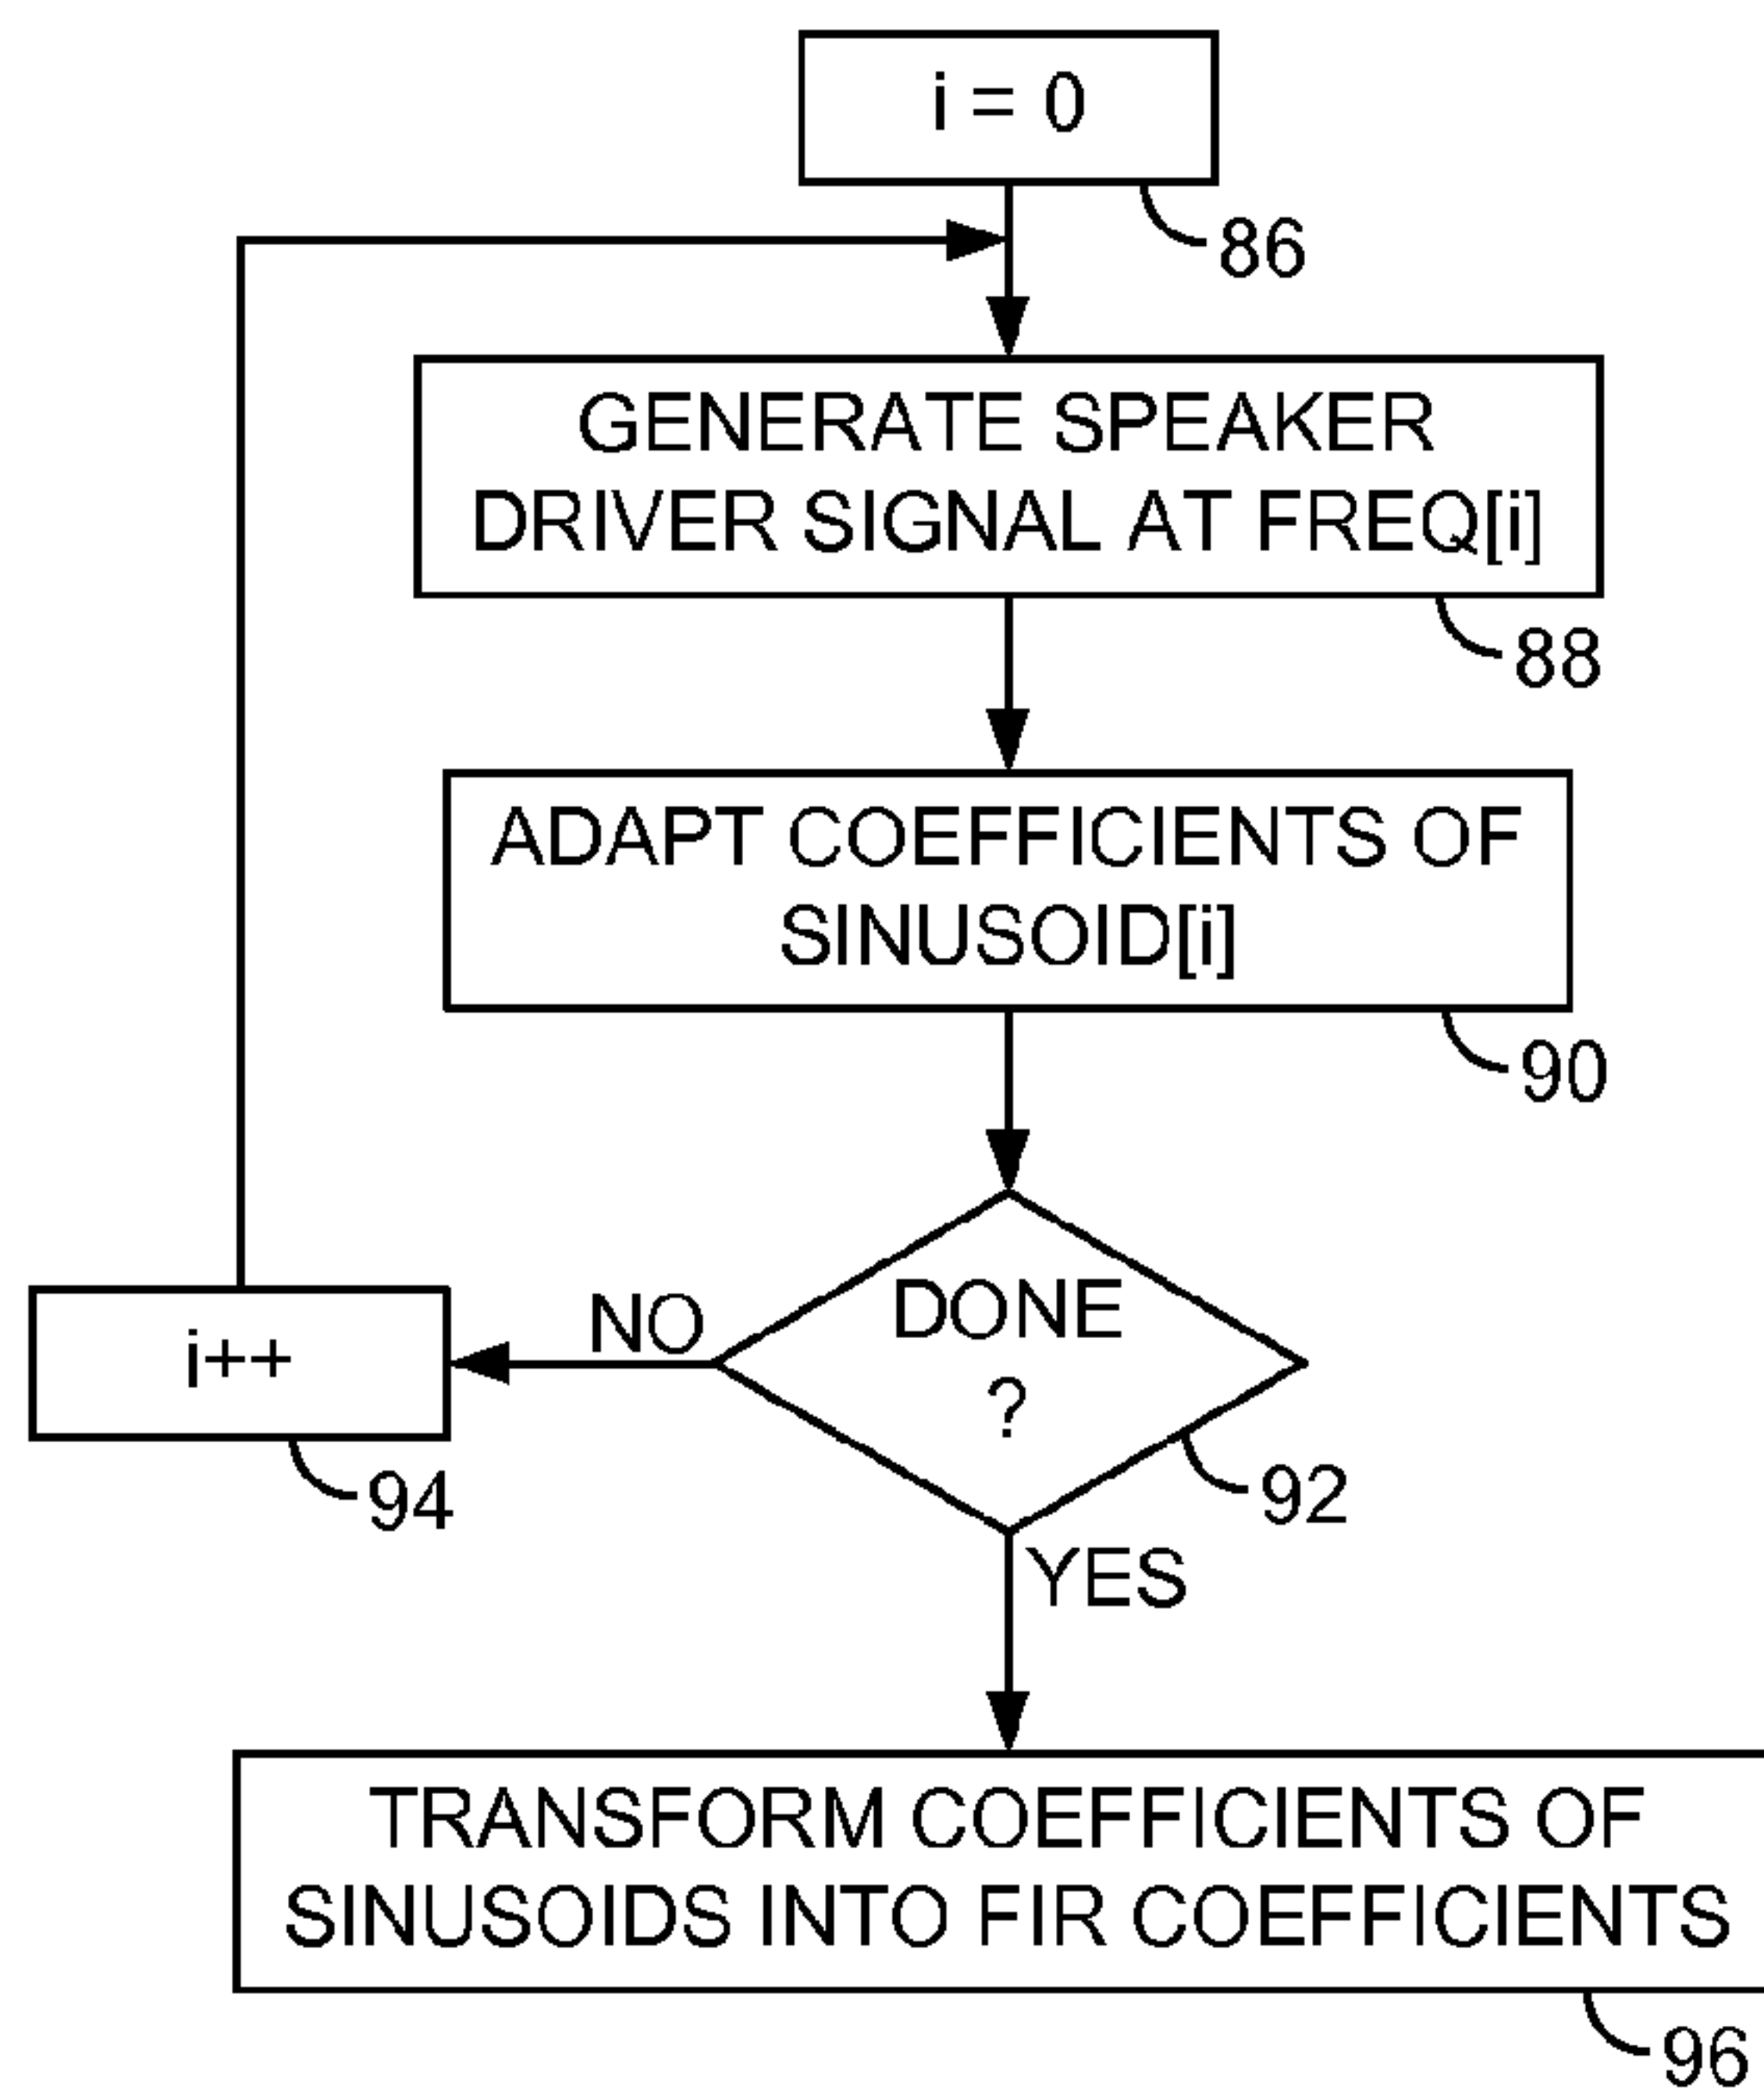 i = 0
86
GENERATE SPEAKER
DRIVER SIGNAL AT FREQ[i]
88
ADAPT COEFFICIENTS OF
SINUSOID[i]
90
DONE
?
NO
i++
94
92
YES
TRANSFORM COEFFICIENTS OF
SINUSOIDS INTO FIR COEFFICIENTS
96